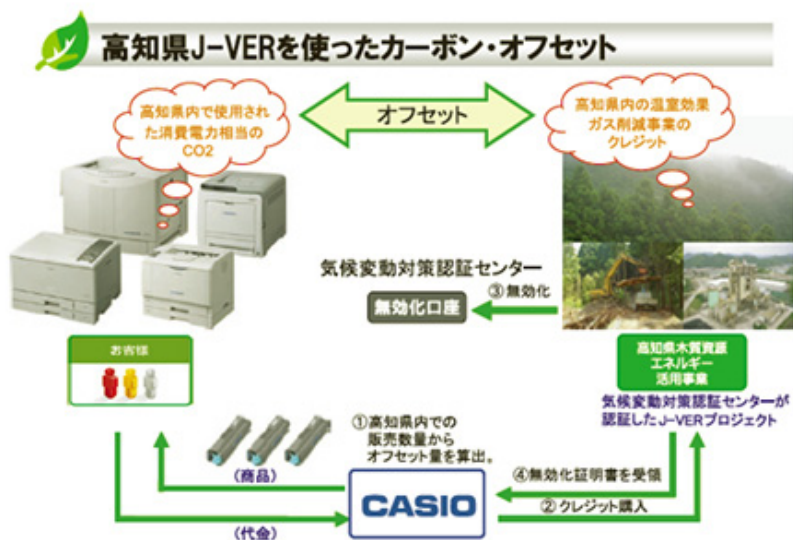 高知県J-VERを使ったカーボン・オフセット
高知県内で使用され
た消費電力相当の
CO2
オフセット
高知県内の温室効果
ガス削減事業の
クレジット
気候変動対策認証センター
無効化口座
③無効化
お客様
高知県木質資源
エネルギー
活用事業
気候変動対策認証センターが
認証したJ-VERプロジェクト
①高知県内での
販売数量から
オフセット量を算出。
(商品)
④無効化証明書を受領
CASIO
②クレジット購入
(代金)